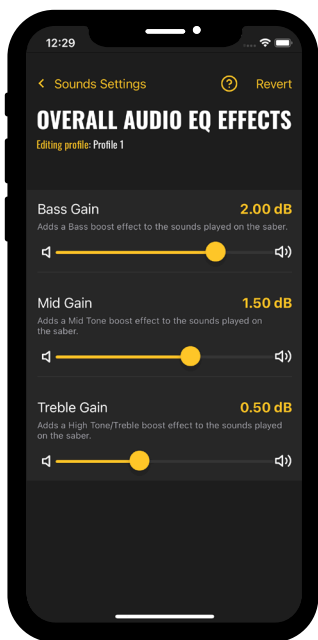 12:29
Sounds Settings
Revert
OVERALL AUDIO EQ EFFECTS
Editing profile: Profile 1
Bass Gain 2.00 dB
Adds a Bass boost effect to the sounds played on the saber.
Mid Gain 1.50 dB
Adds a Mid Tone boost effect to the sounds played on
the saber.
Treble Gain 0.50 dB
Adds a High Tone/Treble boost effect to the sounds played
on the saber.